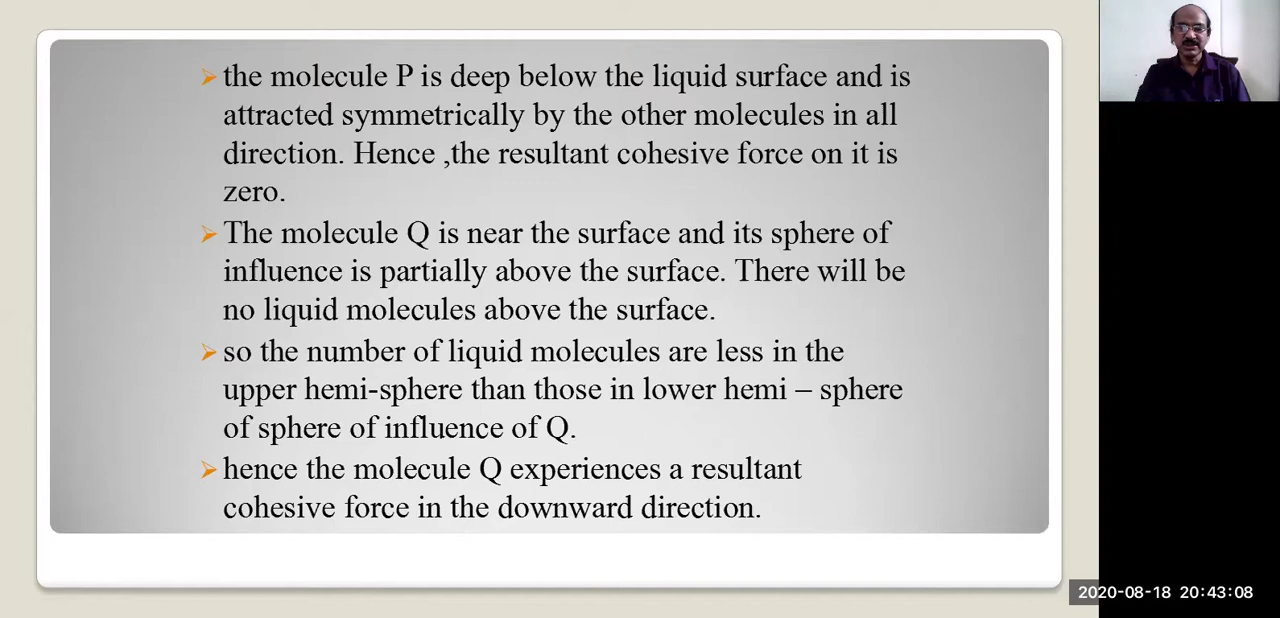 the molecule P is deep below the liquid surface and is
attracted symmetrically by the other molecules in all
direction. Hence ,the resultant cohesive force on it is
zero.
The molecule Q is near the surface and its sphere of
influence is partially above the surface. There will be
no liquid molecules above the surface.
so the number of liquid molecules are less in the
upper hemi-sphere than those in lower hemi – sphere
of sphere of influence of Q.
hence the molecule Q experiences a resultant
cohesive force in the downward direction.
2020-08-18 20:43:08